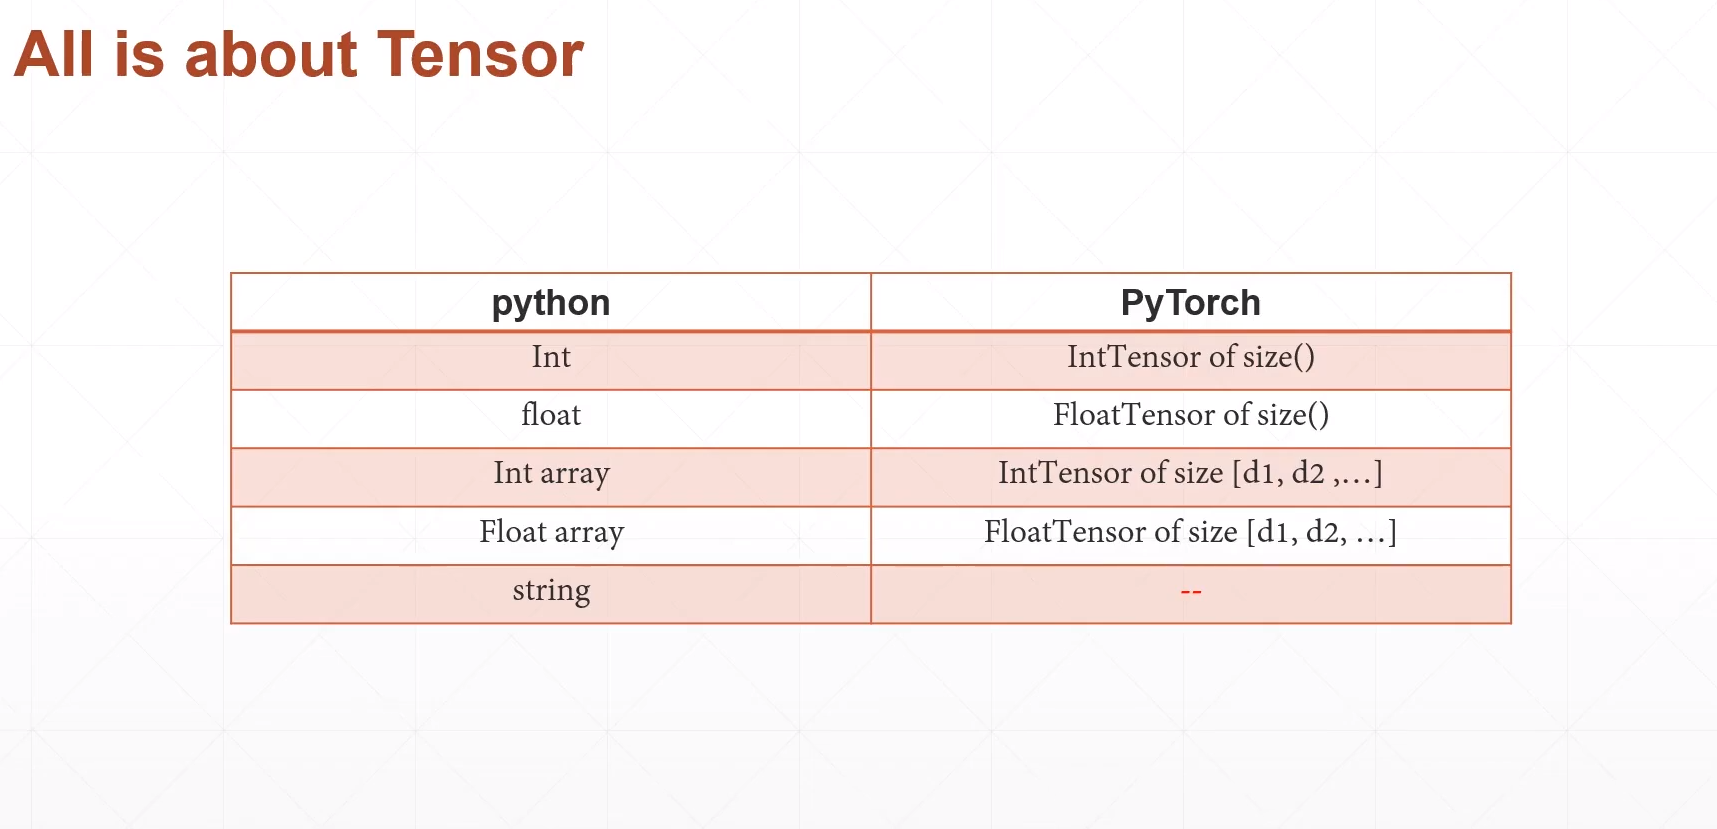 All is about Tensor
python PyTorch
Int IntTensor of size()
float FloatTensor of size()
Int array IntTensor of size [d1, d2 ,…]
Float array FloatTensor of size [d1, d2, …]
string --